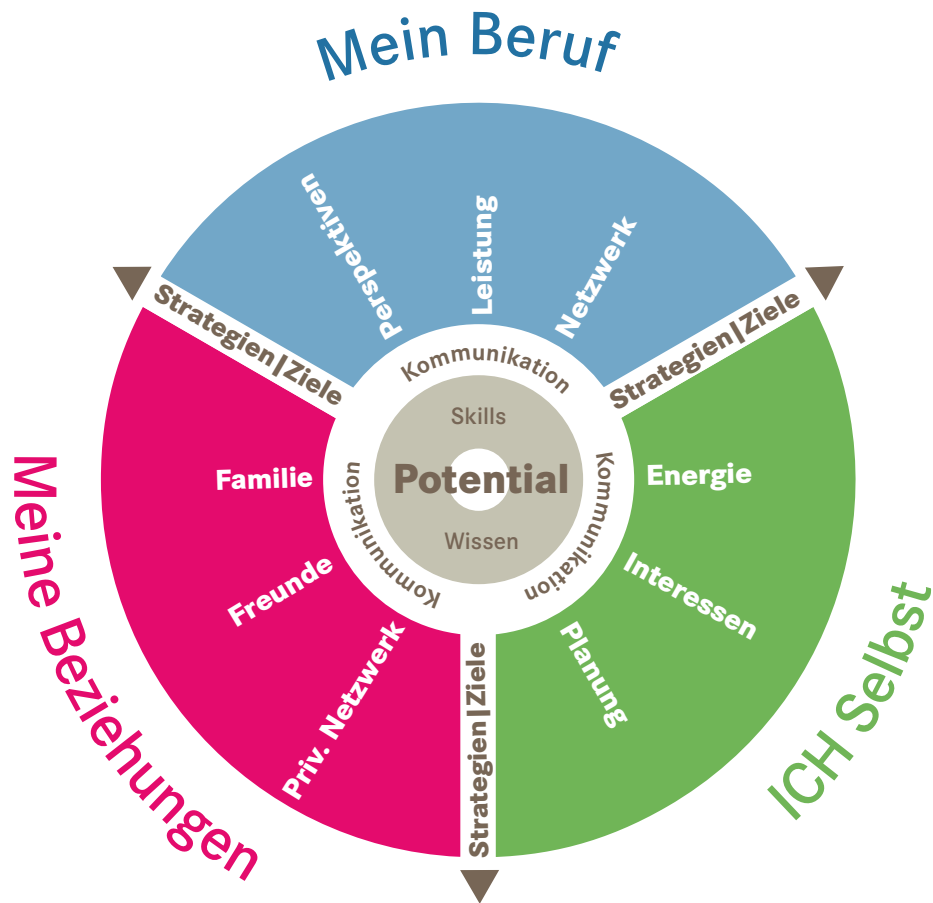 Mein Beruf
Perspektiven
Leistung
Netzwerk
Strategien|Ziele
Strategien|Ziele
Kommunikation
Skills
Potential
Wissen
Kommunikation
Kommunikation
Familie
Freunde
Priv. Netzwerk
Energie
Interessen
Planung
Strategien|Ziele
Meine Beziehungen
ICH Selbst